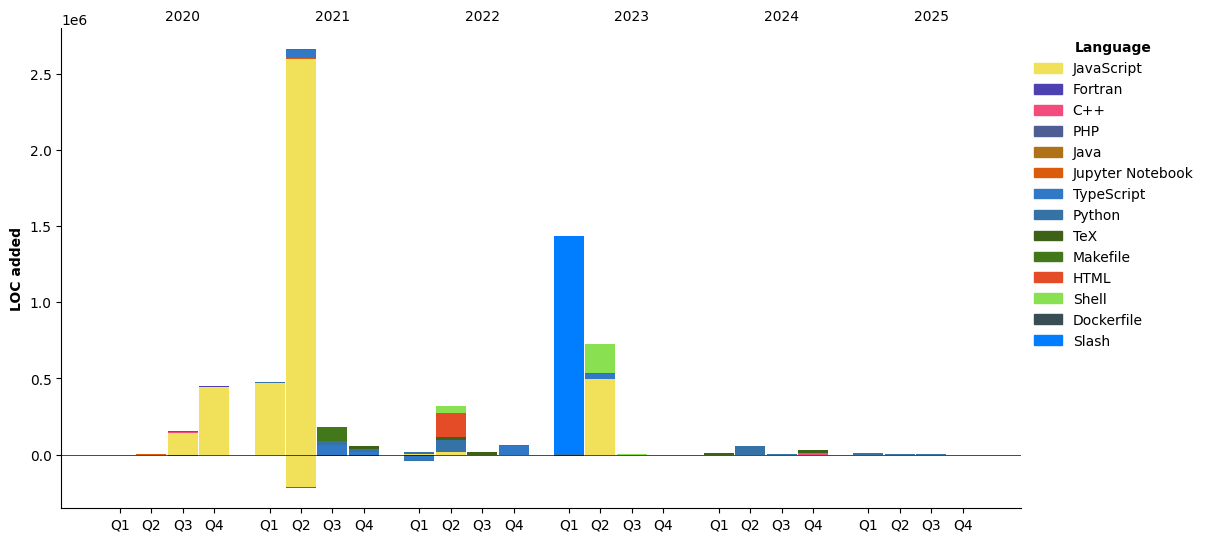 1e6
2020 2021 2022 2023 2024 2025
LOC added
2.5
2.0
1.5
1.0
0.5
0.0
Q1 Q2 Q3 Q4 Q1 Q2 Q3 Q4 Q1 Q2 Q3 Q4 Q1 Q2 Q3 Q4 Q1 Q2 Q3 Q4 Q1 Q2 Q3 Q4
Language
JavaScript
Fortran
C++
PHP
Java
Jupyter Notebook
TypeScript
Python
TeX
Makefile
HTML
Shell
Dockerfile
Slash